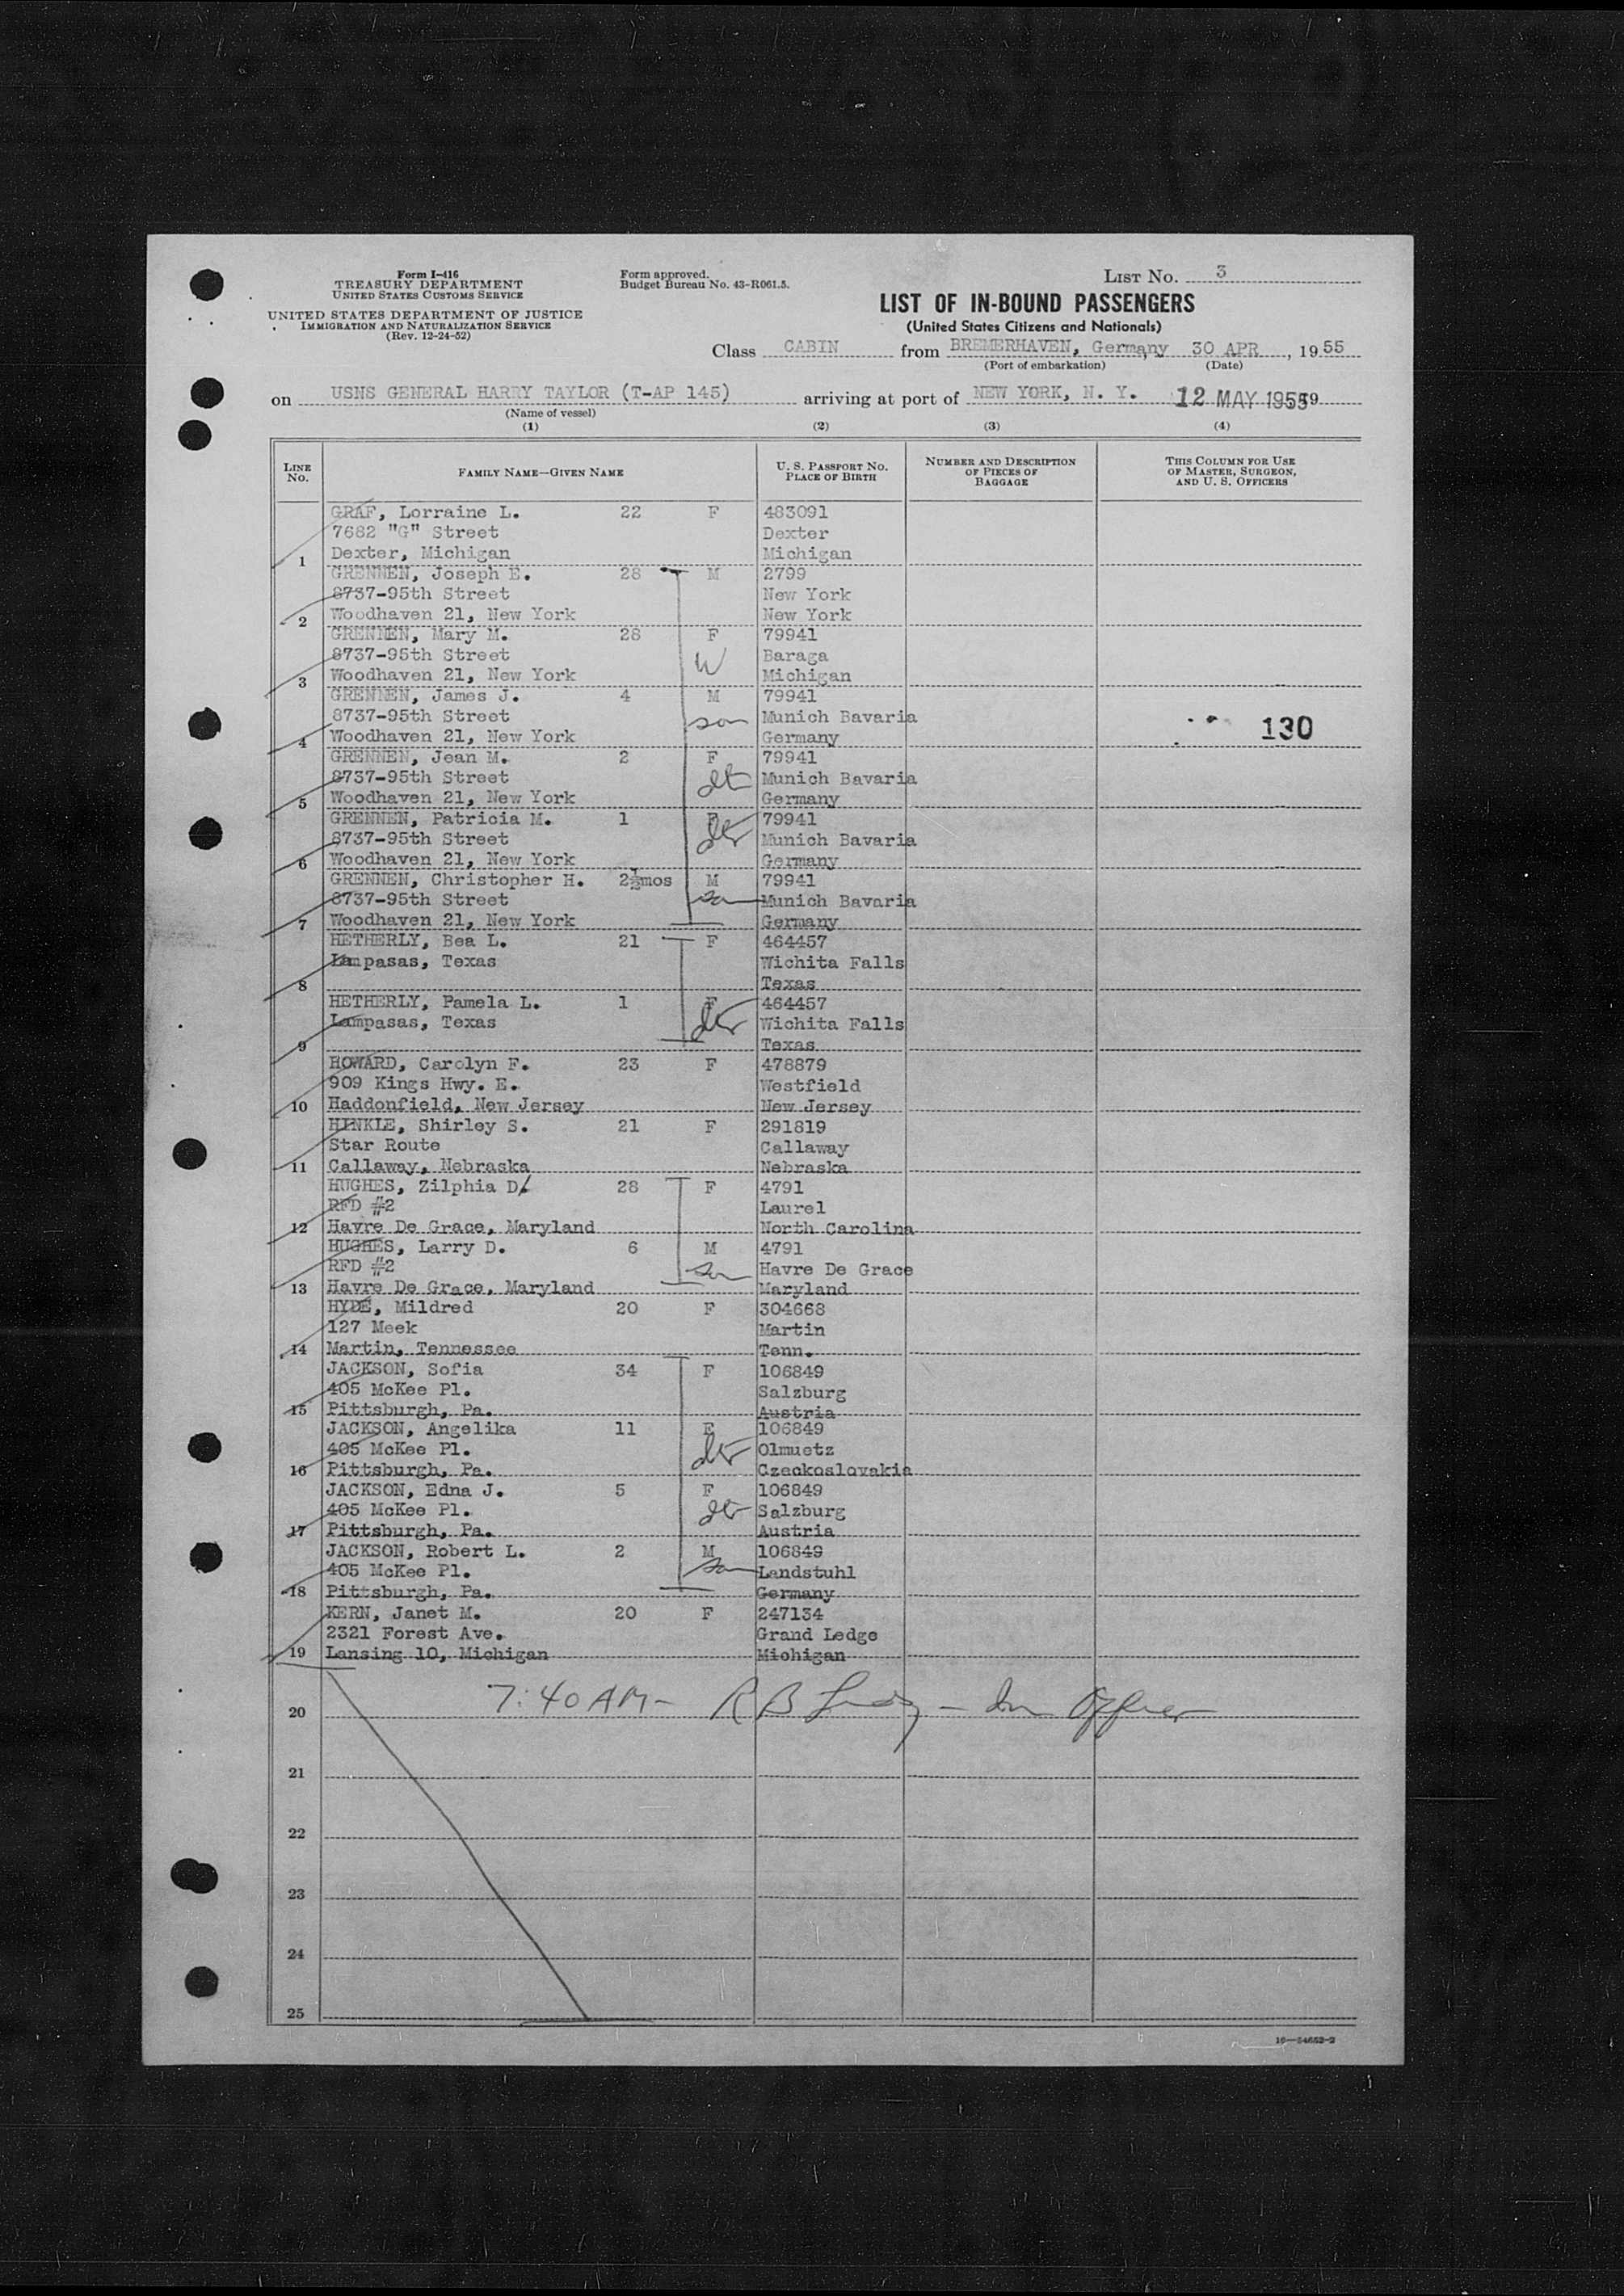 Form I-416
TREASURY DEPARTMENT
UNITED STATES CUSTOMS SERVICE
UNITED STATES DEPARTMENT OF JUSTICE
IMMIGRATION AND NATURALIZATION SERVICE
(Rev. 12-24-52)
Form approved.
Budget Bureau No. 43-R061.5.
LIST No. 3
LIST OF IN-BOUND PASSENGERS
(United States Citizens and Nationals)
Class CABIN from BREMERHAVEN, Germany 30 APR, 1955
(Port of embarkation) (Date)
on USNS GENERAL HARRY TAYLOR (T-AP 145) arriving at port of NEW YORK, N. Y. 12 MAY 1955 19
(Name of vessel)
(1) (2) (3) (4)
LINE No. FAMILY NAME—GIVEN NAME U. S. PASSPORT No. PLACE OF BIRTH NUMBER AND DESCRIPTION OF PIECES OF BAGGAGE THIS COLUMN FOR USE OF MASTER, SURGEON, AND U. S. OFFICERS
GRAF, Lorraine L. 22 F 483091
7682 "G" Street Dexter
1 Dexter, Michigan Michigan
GRENNEN, Joseph E. 28 M 2799
8737-95th Street New York
2 Woodhaven 21, New York New York
GRENNEN, Mary M. 28 F 79941
8737-95th Street W Baraga
3 Woodhaven 21, New York Michigan
GRENNEN, James J. 4 M 79941
8737-95th Street son Munich Bavaria 130
4 Woodhaven 21, New York Germany
GRENNEN, Jean M. 2 F 79941
8737-95th Street dtr Munich Bavaria
5 Woodhaven 21, New York Germany
GRENNEN, Patricia M. 1 F 79941
8737-95th Street dtr Munich Bavaria
6 Woodhaven 21, New York Germany
GRENNEN, Christopher H. 2½mos M 79941
8737-95th Street son Munich Bavaria
7 Woodhaven 21, New York Germany
HETHERLY, Bea L. 21 F 464457
Lampasas, Texas Wichita Falls
8 Texas
HETHERLY, Pamela L. 1 F 464457
Lampasas, Texas dtr Wichita Falls
9 Texas
HOWARD, Carolyn F. 23 F 478879
909 Kings Hwy. E. Westfield
10 Haddonfield, New Jersey New Jersey
HINKLE, Shirley S. 21 F 291819
Star Route Callaway
11 Callaway, Nebraska Nebraska
HUGHES, Zilphia D. 28 F 4791
RFD #2 Laurel
12 Havre De Grace, Maryland North Carolina
HUGHES, Larry D. 6 M 4791
RFD #2 son Havre De Grace
13 Havre De Grace, Maryland Maryland
HYDE, Mildred 20 F 304668
127 Meek Martin
14 Martin, Tennessee Tenn.
JACKSON, Sofia 34 F 106849
405 McKee Pl. Salzburg
15 Pittsburgh, Pa. Austria
JACKSON, Angelika 11 F 106849
405 McKee Pl. dtr Olmuetz
16 Pittsburgh, Pa. Czeckoslovakia
JACKSON, Edna J. 5 F 106849
405 McKee Pl. dtr Salzburg
17 Pittsburgh, Pa. Austria
JACKSON, Robert L. 2 M 106849
405 McKee Pl. son Landstuhl
18 Pittsburgh, Pa. Germany
KERN, Janet M. 20 F 247134
2321 Forest Ave. Grand Ledge
19 Lansing 10, Michigan Michigan
7:40 AM - R B - Im Officer
20
21
22
23
24
25